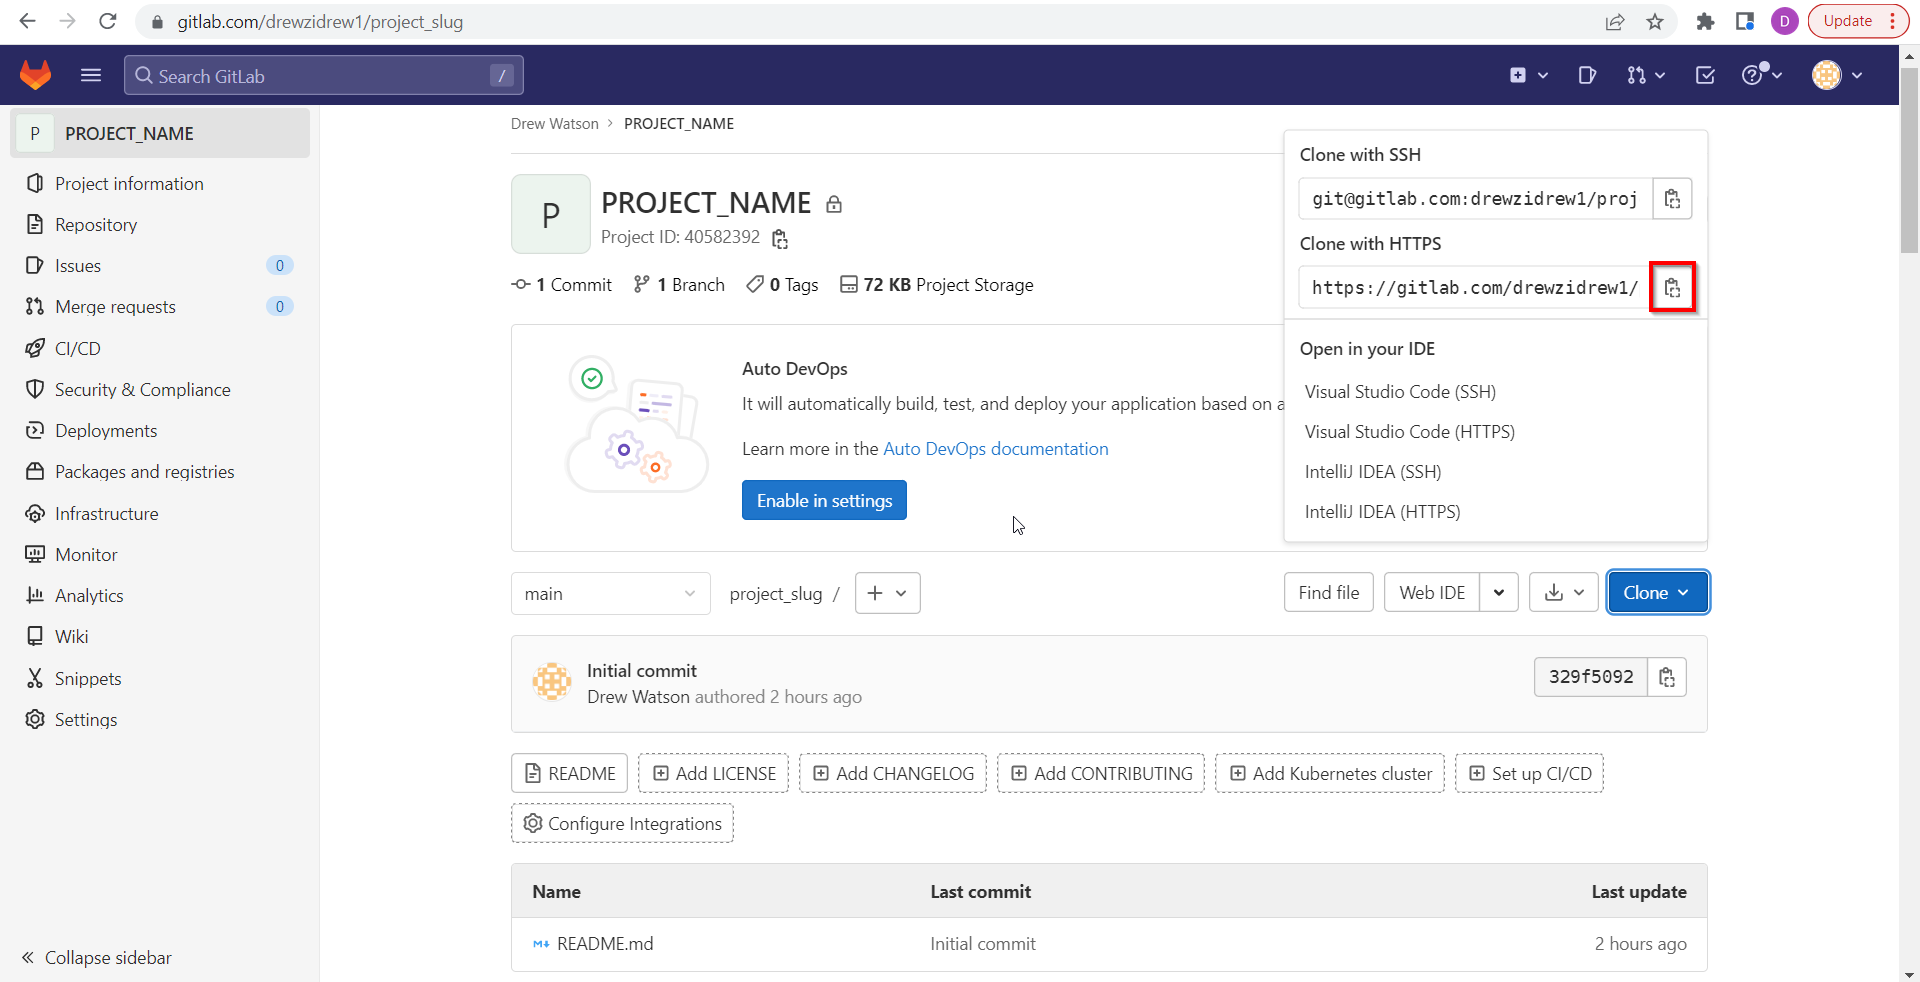 gitlab.com/drewzidrew1/project_slug
D
Update
Search GitLab
/
P PROJECT_NAME
Project information
Repository
Issues 0
Merge requests 0
CI/CD
Security & Compliance
Deployments
Packages and registries
Infrastructure
Monitor
Analytics
Wiki
Snippets
Settings
Collapse sidebar
Drew Watson > PROJECT_NAME
P
PROJECT_NAME
Project ID: 40582392
1 Commit 1 Branch 0 Tags 72 KB Project Storage
Auto DevOps
It will automatically build, test, and deploy your application based on a
Learn more in the Auto DevOps documentation
Enable in settings
Clone with SSH
git@gitlab.com:drewzidrew1/proj
Clone with HTTPS
https://gitlab.com/drewzidrew1/
Open in your IDE
Visual Studio Code (SSH)
Visual Studio Code (HTTPS)
IntelliJ IDEA (SSH)
IntelliJ IDEA (HTTPS)
main project_slug / + Find file Web IDE Clone
Initial commit
Drew Watson authored 2 hours ago
329f5092
README Add LICENSE Add CHANGELOG Add CONTRIBUTING Add Kubernetes cluster Set up CI/CD
Configure Integrations
Name Last commit Last update
README.md Initial commit 2 hours ago